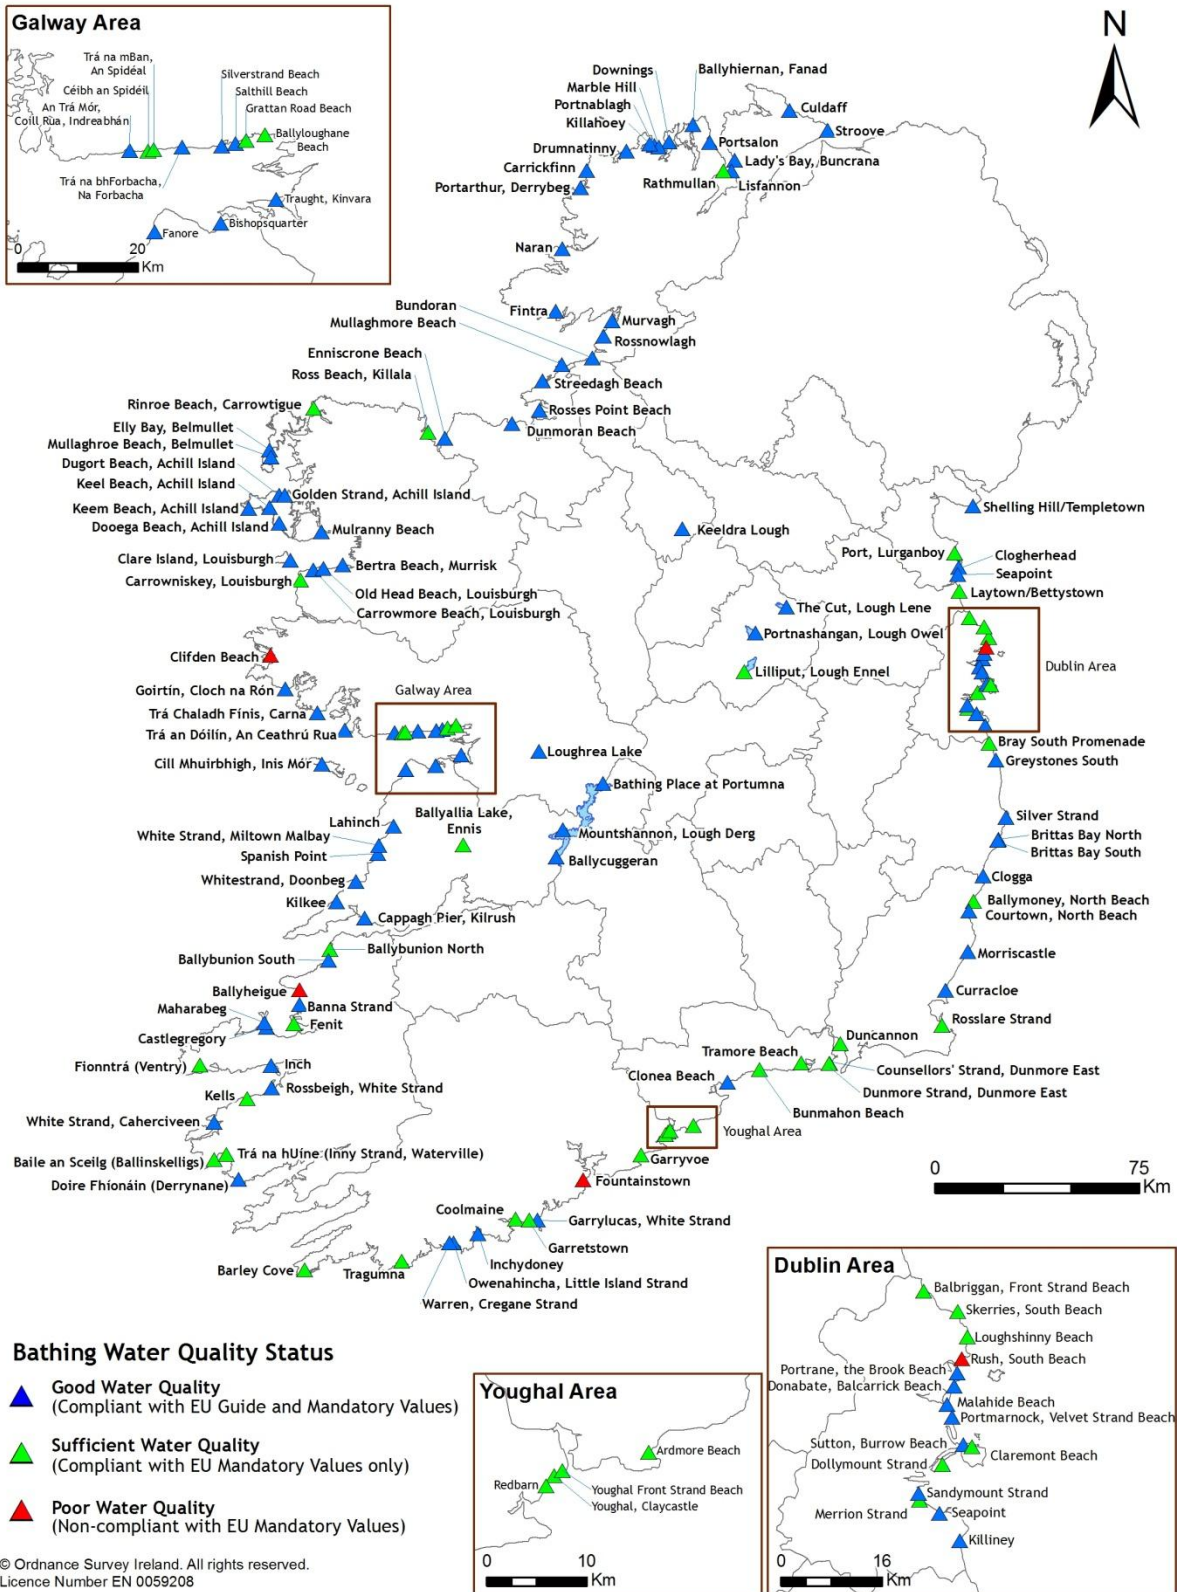 Galway Area
Trá na mBan,
An Spidéal
Céibh an Spidéil
An Trá Mór,
Coill Rua, Indreabhán
Silverstrand Beach
Salthill Beach
Grattan Road Beach
Ballyloughane
Beach
Trá na bhForbacha,
Na Forbacha
Traught, Kinvara
Bishopsquarter
Fanore
0 20
Km
N
Downings
Marble Hill
Portnablagh
Killahoey
Ballyhiernan, Fanad
Culdaff
Stroove
Drumnatinny
Portsalon
Carrickfinn
Lady's Bay, Buncrana
Portarthur, Derrybeg
Rathmullan
Lisfannon
Naran
Fintra
Bundoran
Mullaghmore Beach
Murvagh
Rossnowlagh
Enniscrone Beach
Ross Beach, Killala
Streedagh Beach
Rosses Point Beach
Dunmoran Beach
Rinroe Beach, Carrowtigue
Elly Bay, Belmullet
Mullaghroe Beach, Belmullet
Dugort Beach, Achill Island
Keel Beach, Achill Island
Golden Strand, Achill Island
Keem Beach, Achill Island
Dooega Beach, Achill Island
Mulranny Beach
Keeldra Lough
Shelling Hill/Templetown
Clare Island, Louisburgh
Bertra Beach, Murrisk
Carrowniskey, Louisburgh
Old Head Beach, Louisburgh
Carrowmore Beach, Louisburgh
Port, Lurganboy
Clogherhead
Seapoint
Laytown/Bettystown
The Cut, Lough Lene
Portnashangan, Lough Owel
Lilliput, Lough Ennel
Dublin Area
Clifden Beach
Goirtín, Cloch na Rón
Galway Area
Trá Chaladh Fínis, Carna
Trá an Dóilín, An Ceathrú Rua
Cill Mhuirbhigh, Inis Mór
Loughrea Lake
Bathing Place at Portumna
Bray South Promenade
Greystones South
Lahinch
Ballyallia Lake,
Ennis
Mountshannon, Lough Derg
White Strand, Miltown Malbay
Spanish Point
Ballycuggeran
Silver Strand
Brittas Bay North
Brittas Bay South
Whitestrand, Doonbeg
Kilkee
Cappagh Pier, Kilrush
Clogga
Ballymoney, North Beach
Courtown, North Beach
Ballybunion North
Ballybunion South
Morriscastle
Ballyheigue
Banna Strand
Maharabeg
Fenit
Castlegregory
Curracloe
Rosslare Strand
Fionntrá (Ventry)
Inch
Rossbeigh, White Strand
Kells
White Strand, Caherciveen
Duncannon
Tramore Beach
Counsellors' Strand, Dunmore East
Clonea Beach
Dunmore Strand, Dunmore East
Bunmahon Beach
Youghal Area
Trá na hUíne (Inny Strand, Waterville)
Baile an Sceilg (Ballinskelligs)
Doire Fhíonáin (Derrynane)
Garryvoe
Fountainstown
0 75
Km
Coolmaine
Garrylucas, White Strand
Garretstown
Inchydoney
Barley Cove
Tragumna
Owenahincha, Little Island Strand
Warren, Cregane Strand
Bathing Water Quality Status
Good Water Quality
(Compliant with EU Guide and Mandatory Values)
Sufficient Water Quality
(Compliant with EU Mandatory Values only)
Poor Water Quality
(Non-compliant with EU Mandatory Values)
© Ordnance Survey Ireland. All rights reserved.
Licence Number EN 0059208
Youghal Area
Ardmore Beach
Redbarn
Youghal Front Strand Beach
Youghal, Claycastle
0 10
Km
Dublin Area
Balbriggan, Front Strand Beach
Skerries, South Beach
Loughshinny Beach
Rush, South Beach
Portrane, the Brook Beach
Donabate, Balcarrick Beach
Malahide Beach
Portmarnock, Velvet Strand Beach
Sutton, Burrow Beach
Claremont Beach
Dollymount Strand
Sandymount Strand
Merrion Strand
Seapoint
Killiney
0 16
Km